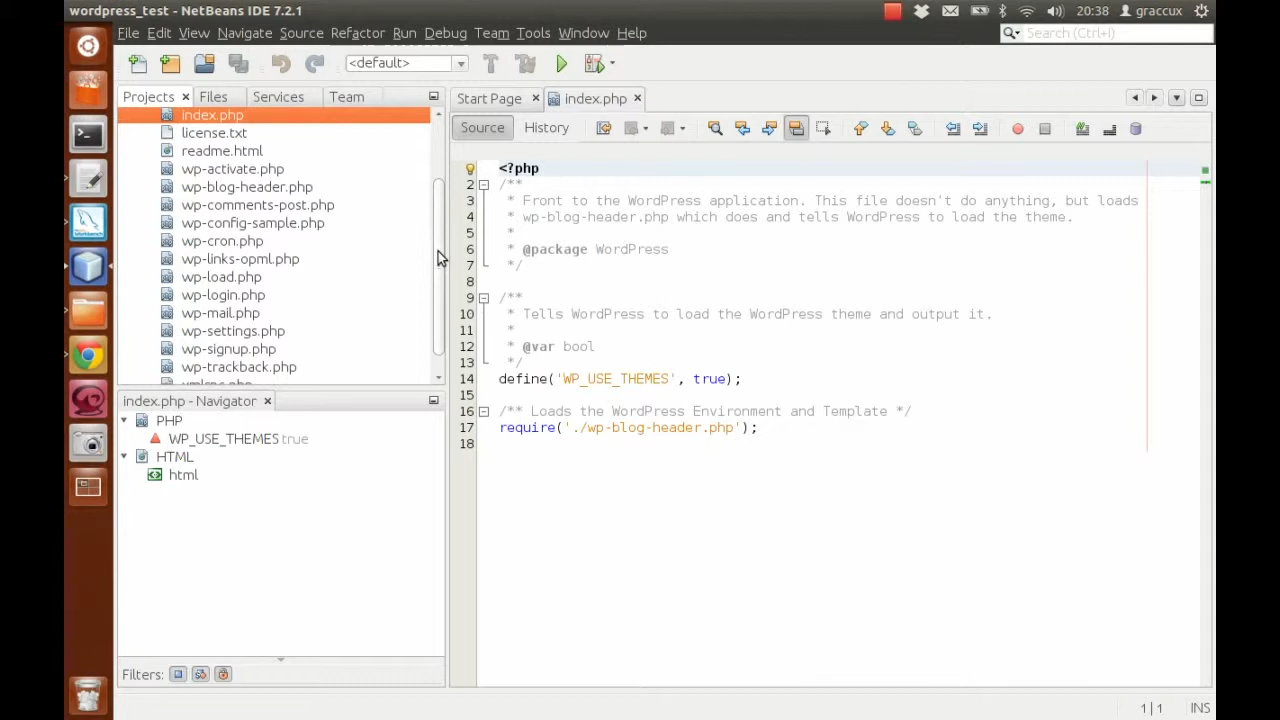 wordpress_test - NetBeans IDE 7.2.1
20:38 graccux
File Edit View Navigate Source Refactor Run Debug Team Tools Window Help
Search (Ctrl+I)
<default>
Projects Files Services Team
index.php
license.txt
readme.html
wp-activate.php
wp-blog-header.php
wp-comments-post.php
wp-config-sample.php
wp-cron.php
wp-links-opml.php
wp-load.php
wp-login.php
wp-mail.php
wp-settings.php
wp-signup.php
wp-trackback.php
xmlrpc.php
index.php - Navigator
PHP
WP_USE_THEMES true
HTML
html
Filters:
Start Page index.php
Source History
<?php
2 /**
3 * Front to the WordPress application. This file doesn't do anything, but loads
4 * wp-blog-header.php which does and tells WordPress to load the theme.
5 *
6 * @package WordPress
7 */
8
9 /**
10 * Tells WordPress to load the WordPress theme and output it.
11 *
12 * @var bool
13 */
14 define('WP_USE_THEMES', true);
15
16 /** Loads the WordPress Environment and Template */
17 require('./wp-blog-header.php');
18
1|1 INS